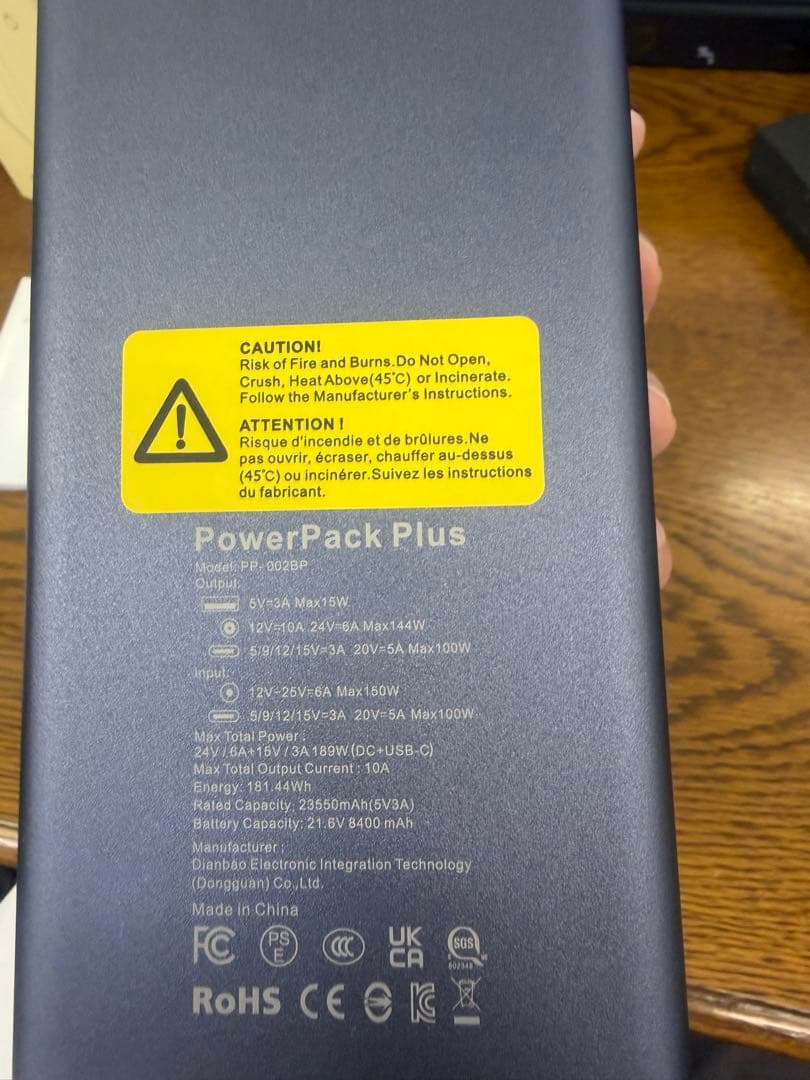 CAUTION!
Risk of Fire and Burns.Do Not Open,
Crush, Heat Above(45℃) or Incinerate.
Follow the Manufacturer's Instructions.
ATTENTION !
Risque d'incendie et de brûlures.Ne
pas ouvrir, écraser, chauffer au-dessus
(45℃) ou incinérer.Suivez les instructions
du fabricant.
PowerPack Plus
Model: PP-002BP
Output:
5V=3A Max15W
12V=10A 24V=6A Max144W
5/9/12/15V=3A 20V=5A Max100W
Input:
12V-25V=6A Max150W
5/9/12/15V=3A 20V=5A Max100W
Max Total Power :
24V / 6A+15V / 3A 189W (DC+USB-C)
Max Total Output Current : 10A
Energy: 181.44Wh
Rated Capacity: 23550mAh(5V3A)
Battery Capacity: 21.6V 8400 mAh
Manufacturer :
Dianbao Electronic Integration Technology
(Dongguan) Co.,Ltd.
Made in China
FC PS E CCC UK CA SGS
RoHS CE KC